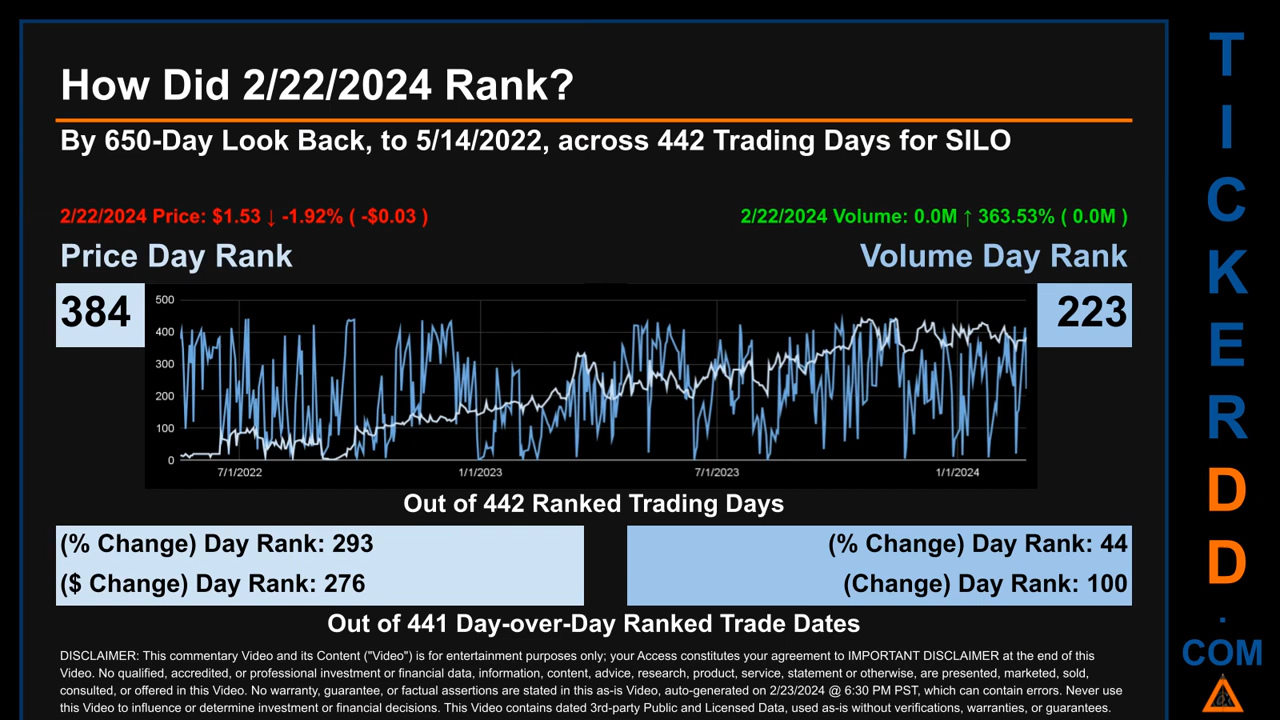 How Did 2/22/2024 Rank?
By 650-Day Look Back, to 5/14/2022, across 442 Trading Days for SILO
2/22/2024 Price: $1.53 ↓ -1.92% ( -$0.03 )
2/22/2024 Volume: 0.0M ↑ 363.53% ( 0.0M )
Price Day Rank
Volume Day Rank
384
223
500
400
300
200
100
0
7/1/2022
1/1/2023
7/1/2023
1/1/2024
Out of 442 Ranked Trading Days
(% Change) Day Rank: 293
(% Change) Day Rank: 44
($ Change) Day Rank: 276
(Change) Day Rank: 100
Out of 441 Day-over-Day Ranked Trade Dates
DISCLAIMER: This commentary Video and its Content ("Video") is for entertainment purposes only; your Access constitutes your agreement to IMPORTANT DISCLAIMER at the end of this
Video. No qualified, accredited, or professional investment or financial data, information, content, advice, research, product, service, statement or otherwise, are presented, marketed, sold,
consulted, or offered in this Video. No warranty, guarantee, or factual assertions are stated in this as-is Video, auto-generated on 2/23/2024 @ 6:30 PM PST, which can contain errors. Never use
this Video to influence or determine investment or financial decisions. This Video contains dated 3rd-party Public and Licensed Data, used as-is without verifications, warranties, or guarantees.
T
I
C
K
E
R
D
D
.
COM